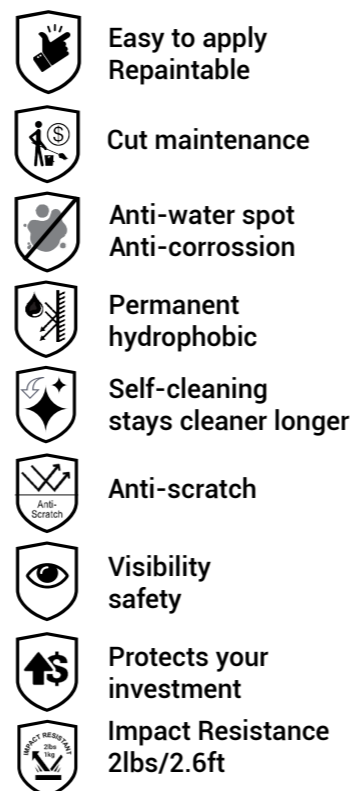 Easy to apply
Repaintable
$
Cut maintenance
Anti-water spot
Anti-corrossion
Permanent
hydrophobic
Self-cleaning
stays cleaner longer
Anti-
Scratch
Anti-scratch
Visibility
safety
$
Protects your
investment
IMPACT RESISTANT
2lbs
1kg
Impact Resistance
2lbs/2.6ft